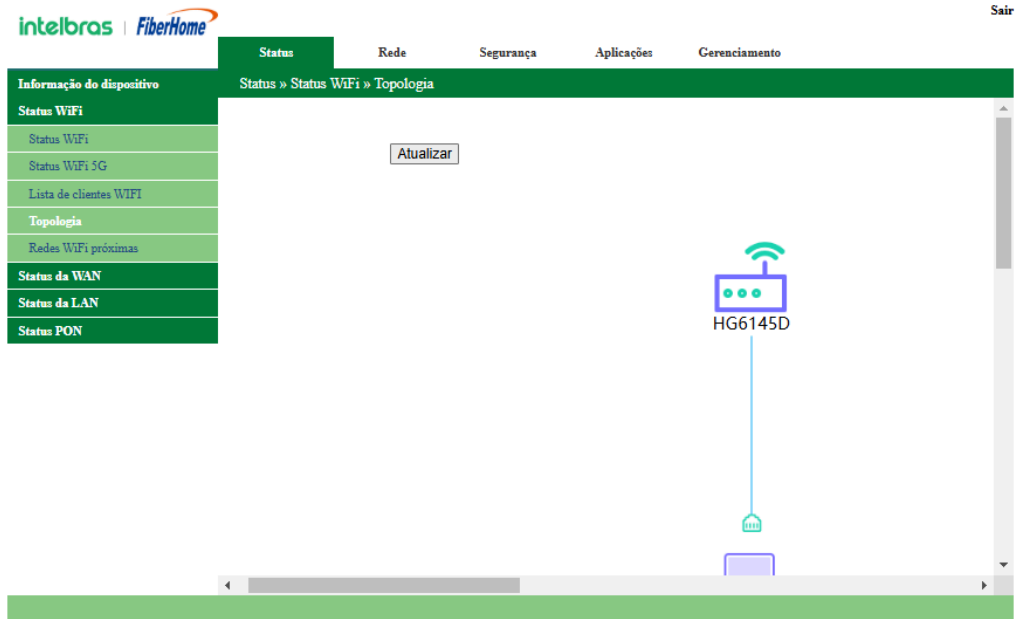 Sair
intelbras | FiberHome
Status Rede Segurança Aplicações Gerenciamento
Informação do dispositivo
Status » Status WiFi » Topologia
Status WiFi
Status WiFi
Status WiFi 5G
Lista de clientes WIFI
Topologia
Redes WiFi próximas
Status da WAN
Status da LAN
Status PON
Atualizar
HG6145D